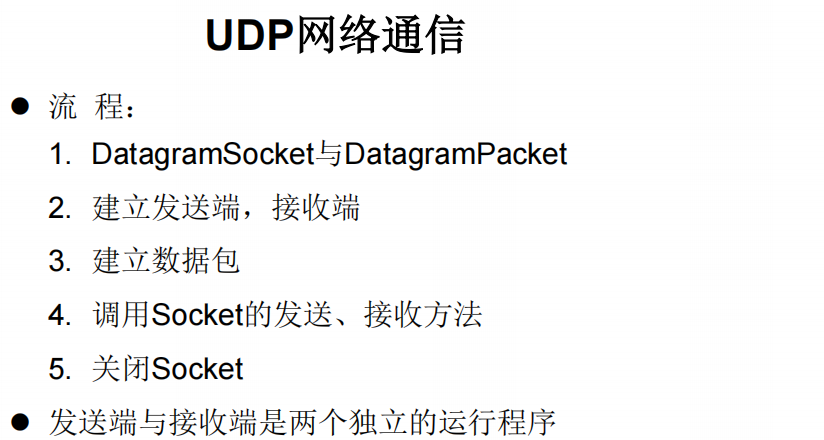 UDP网络通信
● 流 程：
1. DatagramSocket与DatagramPacket
2. 建立发送端，接收端
3. 建立数据包
4. 调用Socket的发送、接收方法
5. 关闭Socket
● 发送端与接收端是两个独立的运行程序